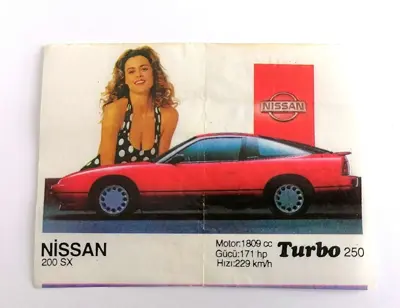 NISSAN
NİSSAN
200 SX
Motor:1809 cc
Gücü:171 hp
Hızı:229 km/h
Turbo 250